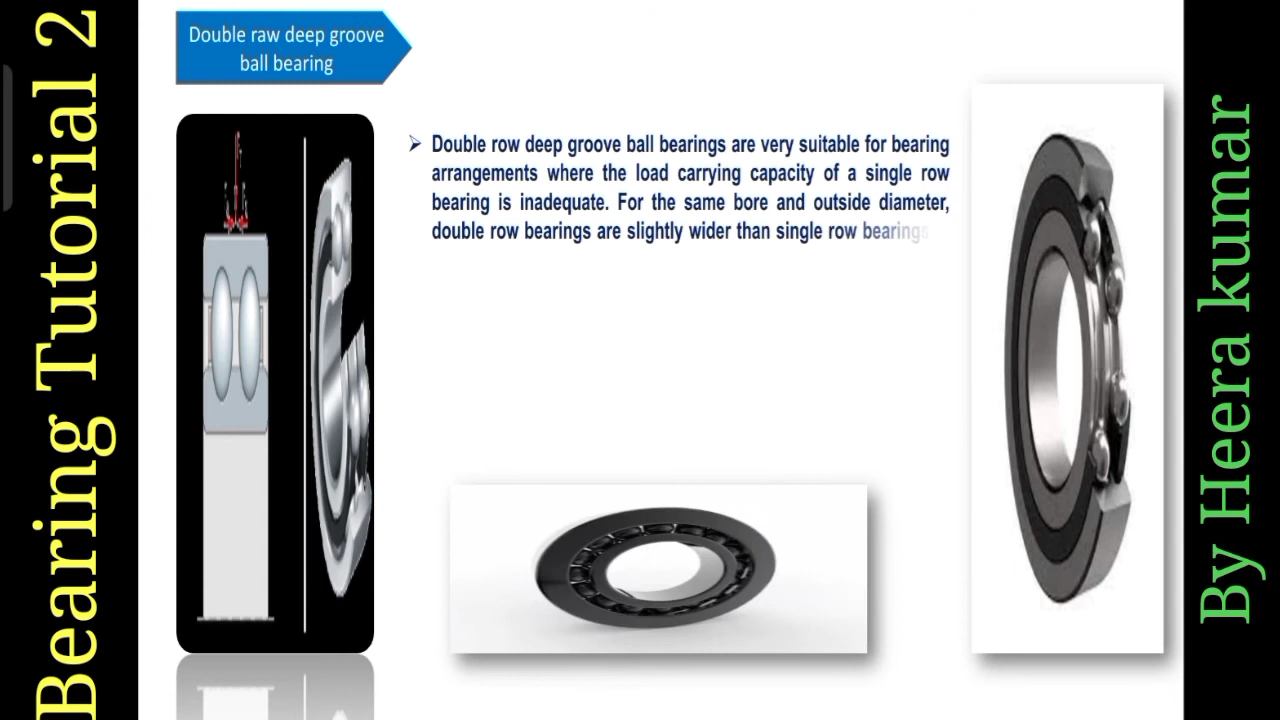 Bearing Tutorial 2
Double raw deep groove
ball bearing
➢ Double row deep groove ball bearings are very suitable for bearing
arrangements where the load carrying capacity of a single row
bearing is inadequate. For the same bore and outside diameter,
double row bearings are slightly wider than single row bearings
By Heera kumar